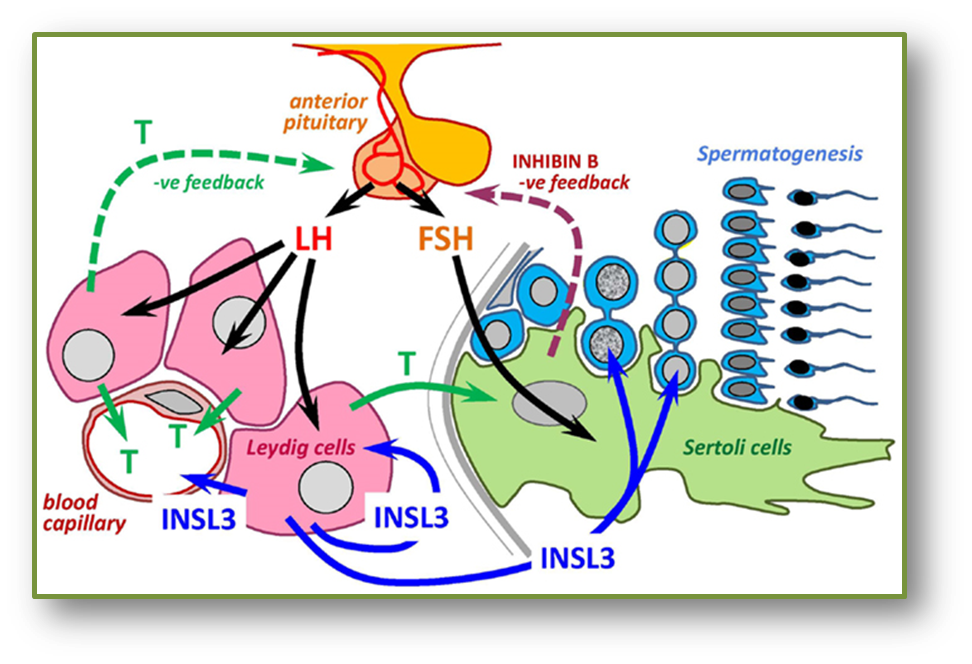 anterior
pituitary
T
-ve feedback
INHIBIN B
-ve feedback
Spermatogenesis
LH
FSH
T
T
T
Leydig cells
Sertoli cells
blood
capillary
INSL3
INSL3
INSL3